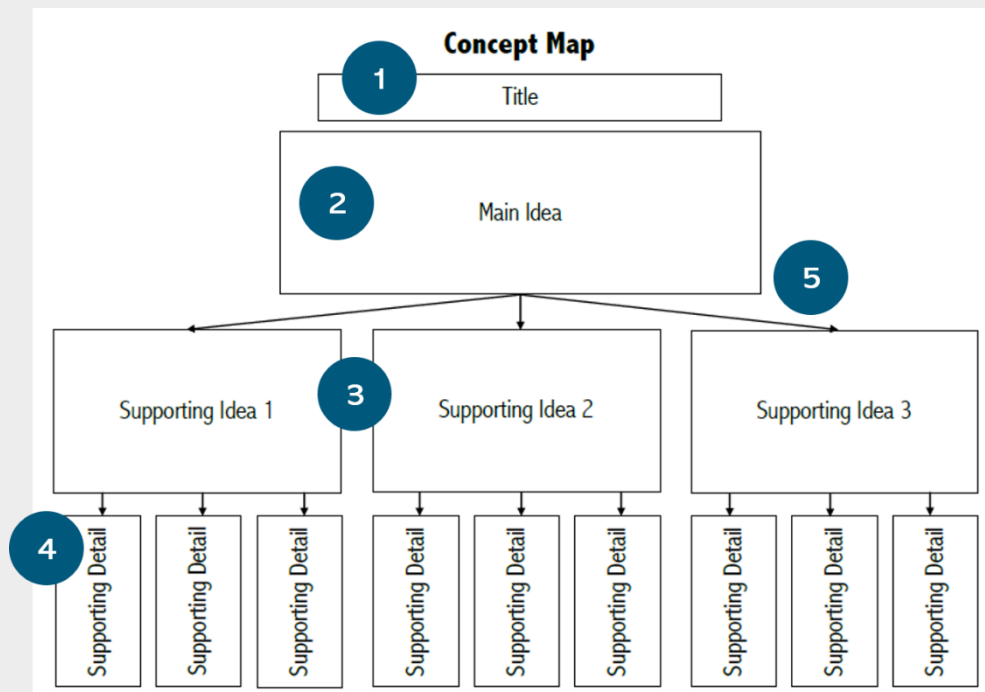 Concept Map
1
Title
2
Main Idea
5
Supporting Idea 1
3
Supporting Idea 2
Supporting Idea 3
4
Supporting Detail
Supporting Detail
Supporting Detail
Supporting Detail
Supporting Detail
Supporting Detail
Supporting Detail
Supporting Detail
Supporting Detail